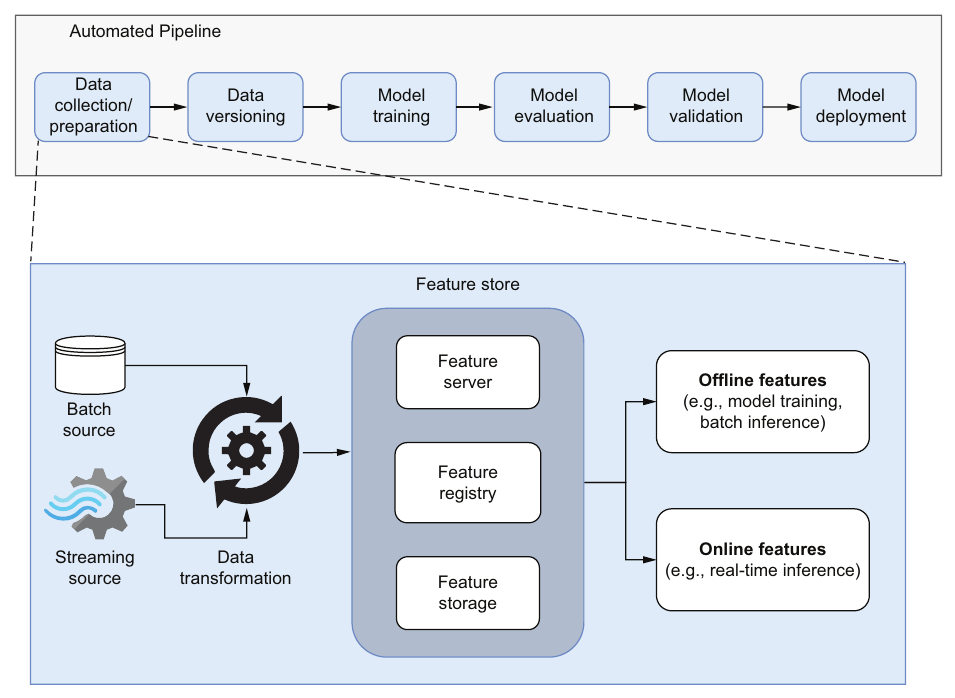 Automated Pipeline
Data
collection/
preparation
Data
versioning
Model
training
Model
evaluation
Model
validation
Model
deployment
Feature store
Batch
source
Streaming
source
Data
transformation
Feature
server
Feature
registry
Feature
storage
Offline features
(e.g., model training,
batch inference)
Online features
(e.g., real-time inference)